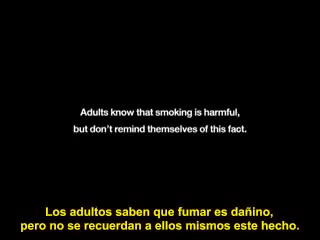 Adults know that smoking is harmful,
but don't remind themselves of this fact.
Los adultos saben que fumar es dañino,
pero no se recuerdan a ellos mismos este hecho.